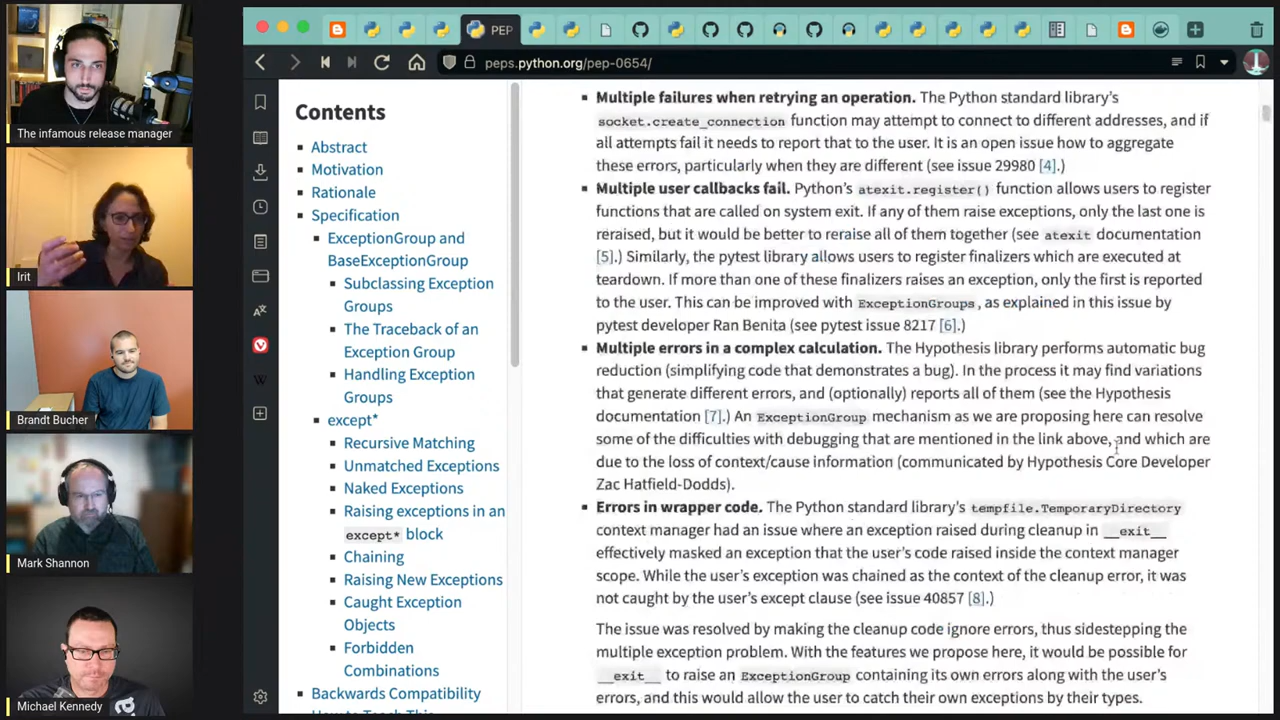 The infamous release manager
Irit
Brandt Bucher
Mark Shannon
Michael Kennedy
PEP
peps.python.org/pep-0654/
Contents
Abstract
Motivation
Rationale
Specification
ExceptionGroup and
BaseExceptionGroup
Subclassing Exception
Groups
The Traceback of an
Exception Group
Handling Exception
Groups
except*
Recursive Matching
Unmatched Exceptions
Naked Exceptions
Raising exceptions in an
except* block
Chaining
Raising New Exceptions
Caught Exception
Objects
Forbidden
Combinations
Backwards Compatibility
How to Teach This
Multiple failures when retrying an operation. The Python standard library's
socket.create_connection function may attempt to connect to different addresses, and if
all attempts fail it needs to report that to the user. It is an open issue how to aggregate
these errors, particularly when they are different (see issue 29980 [4].)
Multiple user callbacks fail. Python's atexit.register() function allows users to register
functions that are called on system exit. If any of them raise exceptions, only the last one is
reraised, but it would be better to reraise all of them together (see atexit documentation
[5].) Similarly, the pytest library allows users to register finalizers which are executed at
teardown. If more than one of these finalizers raises an exception, only the first is reported
to the user. This can be improved with ExceptionGroups, as explained in this issue by
pytest developer Ran Benita (see pytest issue 8217 [6].)
Multiple errors in a complex calculation. The Hypothesis library performs automatic bug
reduction (simplifying code that demonstrates a bug). In the process it may find variations
that generate different errors, and (optionally) reports all of them (see the Hypothesis
documentation [7].) An ExceptionGroup mechanism as we are proposing here can resolve
some of the difficulties with debugging that are mentioned in the link above, and which are
due to the loss of context/cause information (communicated by Hypothesis Core Developer
Zac Hatfield-Dodds).
Errors in wrapper code. The Python standard library's tempfile.TemporaryDirectory
context manager had an issue where an exception raised during cleanup in __exit__
effectively masked an exception that the user's code raised inside the context manager
scope. While the user's exception was chained as the context of the cleanup error, it was
not caught by the user's except clause (see issue 40857 [8].)
The issue was resolved by making the cleanup code ignore errors, thus sidestepping the
multiple exception problem. With the features we propose here, it would be possible for
__exit__ to raise an ExceptionGroup containing its own errors along with the user's
errors, and this would allow the user to catch their own exceptions by their types.